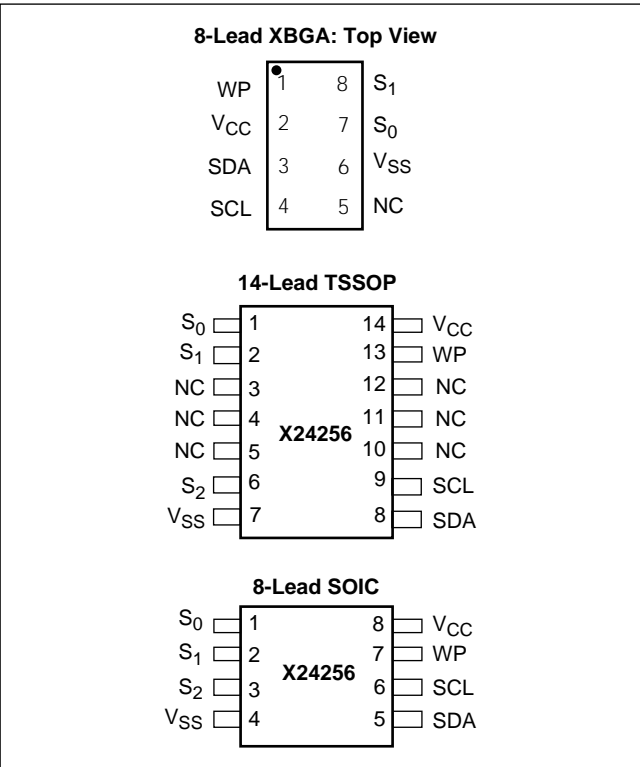 8-Lead XBGA: Top View
WP 1 8 S1
VCC 2 7 S0
SDA 3 6 VSS
SCL 4 5 NC
14-Lead TSSOP
S0 1 14 VCC
S1 2 13 WP
NC 3 12 NC
NC 4 11 NC
X24256
NC 5 10 NC
S2 6 9 SCL
VSS 7 8 SDA
8-Lead SOIC
S0 1 8 VCC
S1 2 7 WP
X24256
S2 3 6 SCL
VSS 4 5 SDA